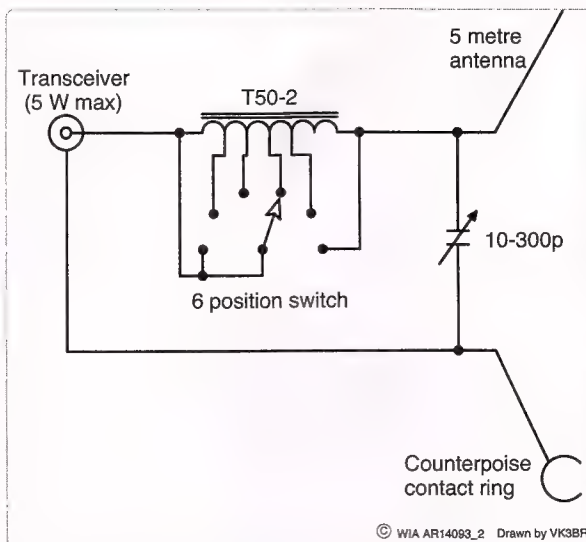 5 metre
antenna
Transceiver
(5 W max)
T50-2
10-300p
6 position switch
Counterpoise
contact ring
© WIA AR14093_2 Drawn by VK3BR